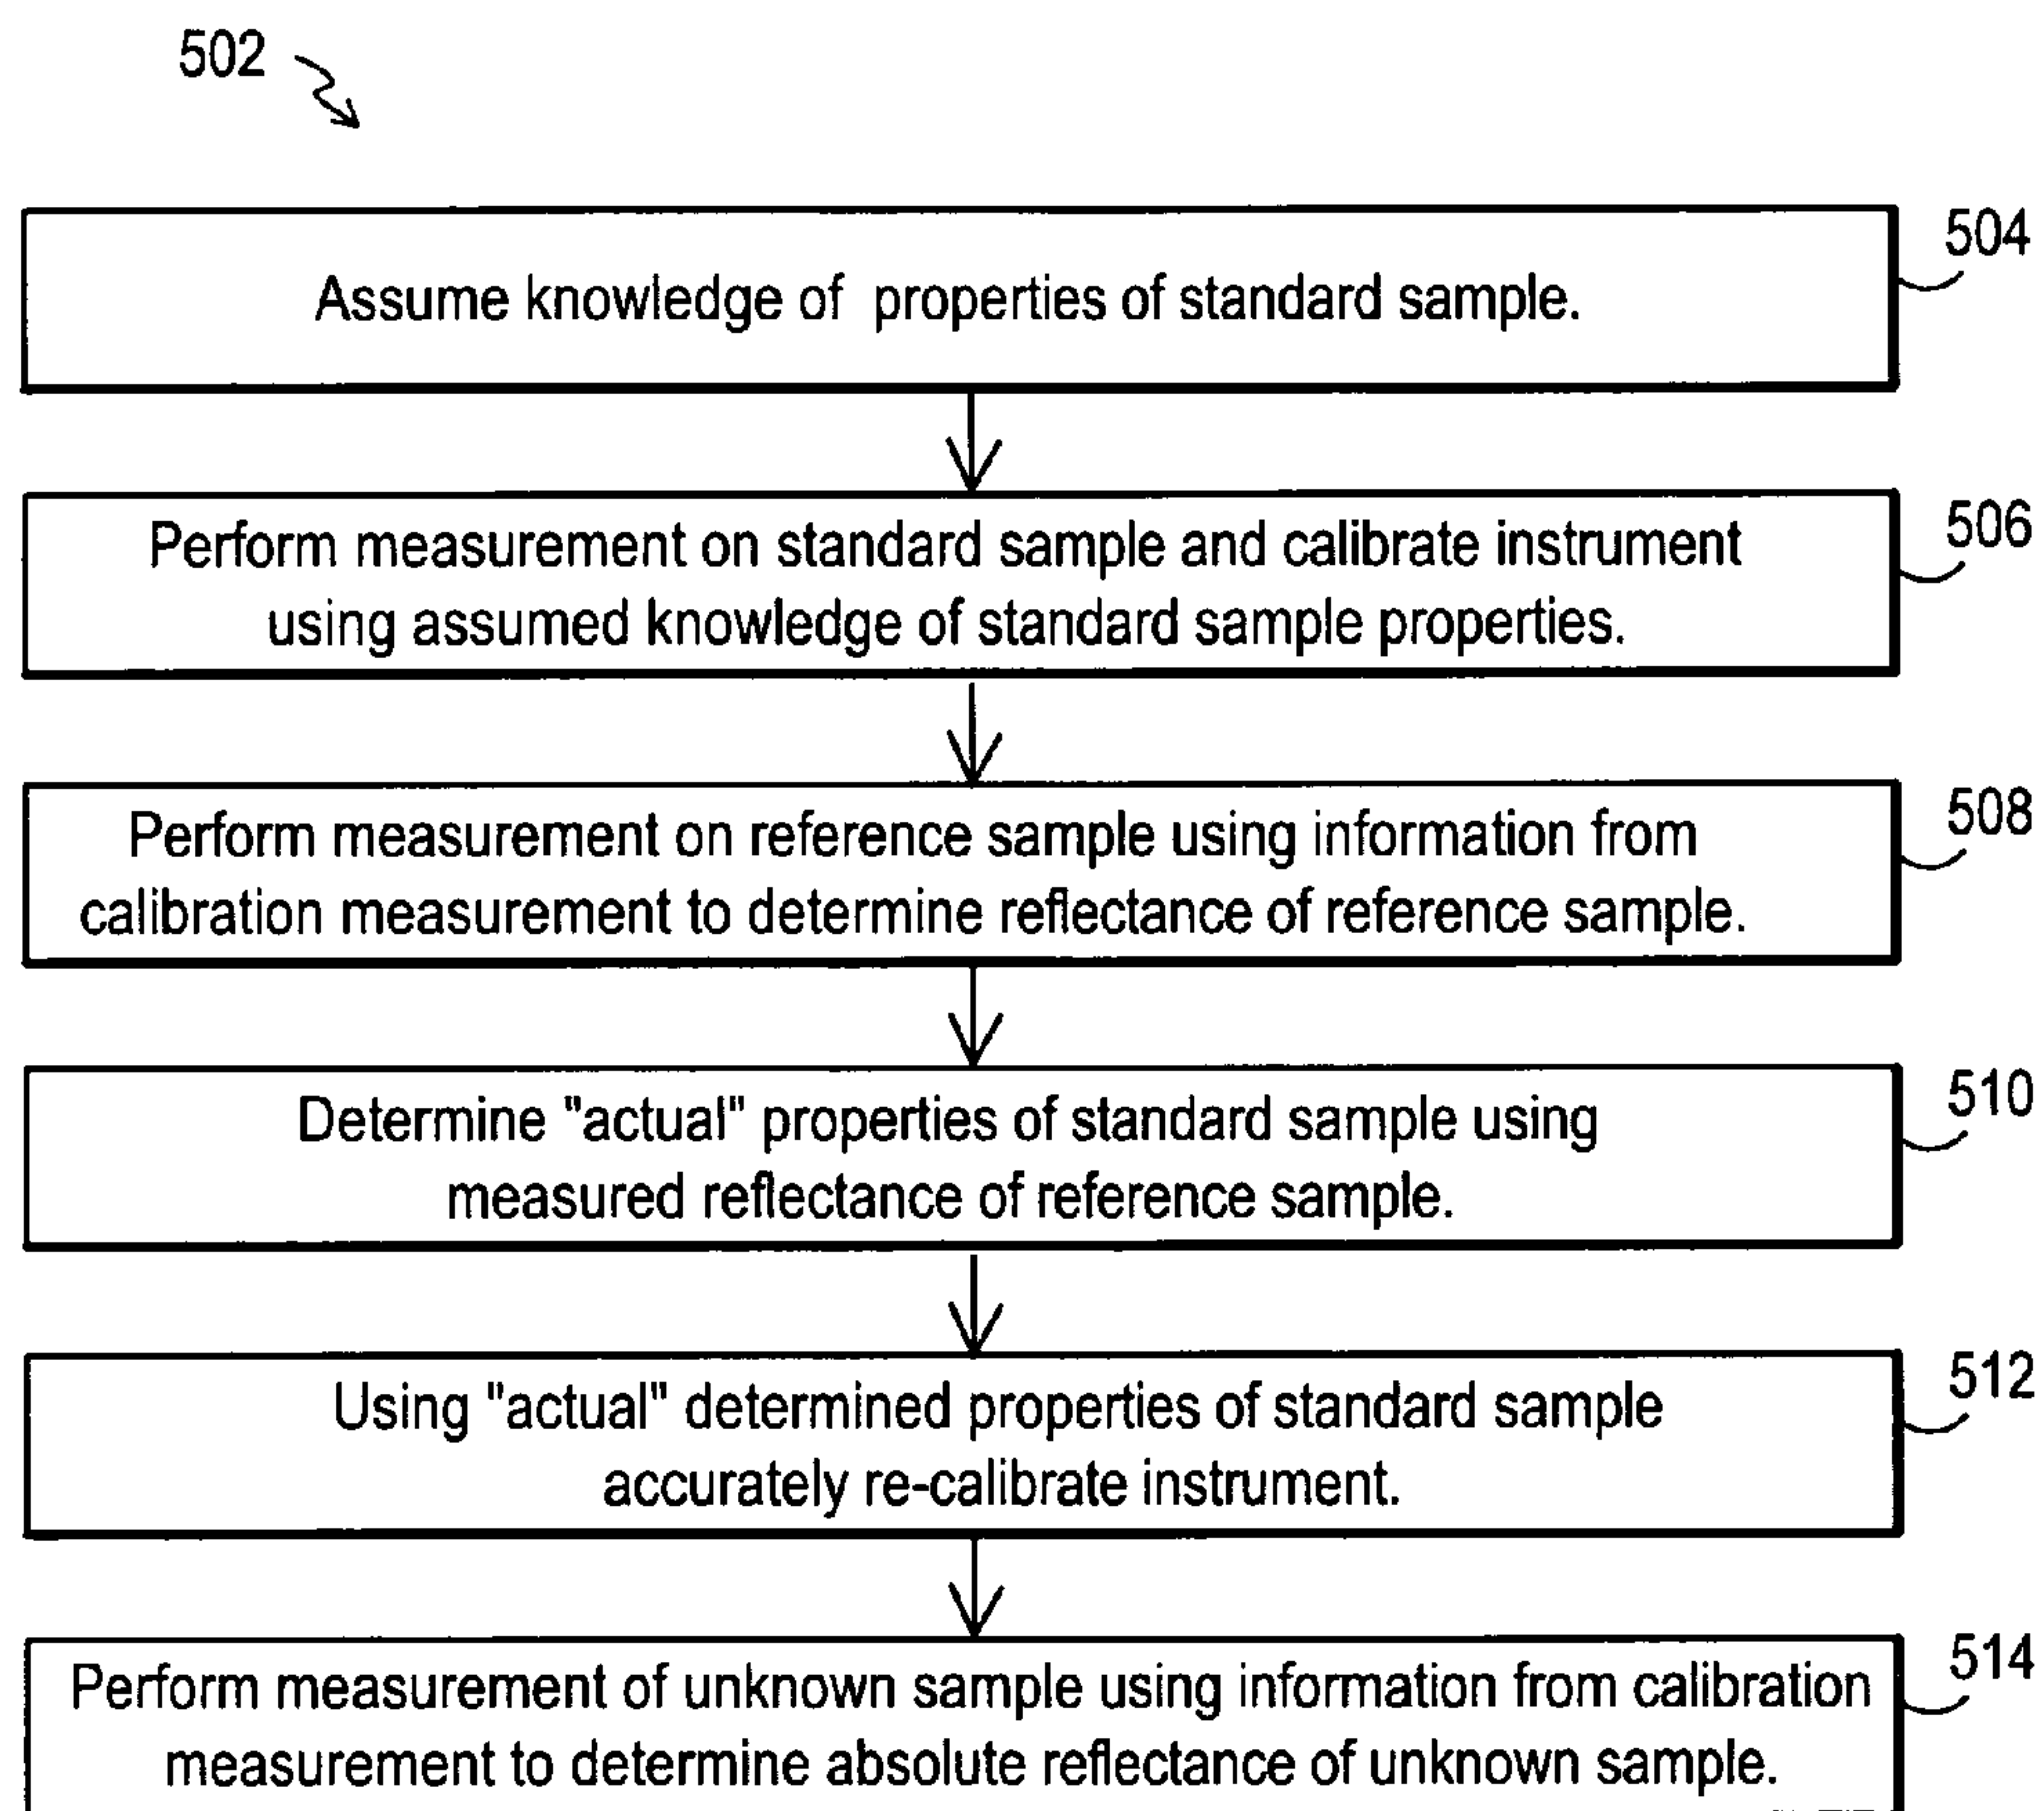 502
504
Assume knowledge of properties of standard sample.
506
Perform measurement on standard sample and calibrate instrument
using assumed knowledge of standard sample properties.
508
Perform measurement on reference sample using information from
calibration measurement to determine reflectance of reference sample.
510
Determine "actual" properties of standard sample using
measured reflectance of reference sample.
512
Using "actual" determined properties of standard sample
accurately re-calibrate instrument.
514
Perform measurement of unknown sample using information from calibration
measurement to determine absolute reflectance of unknown sample.